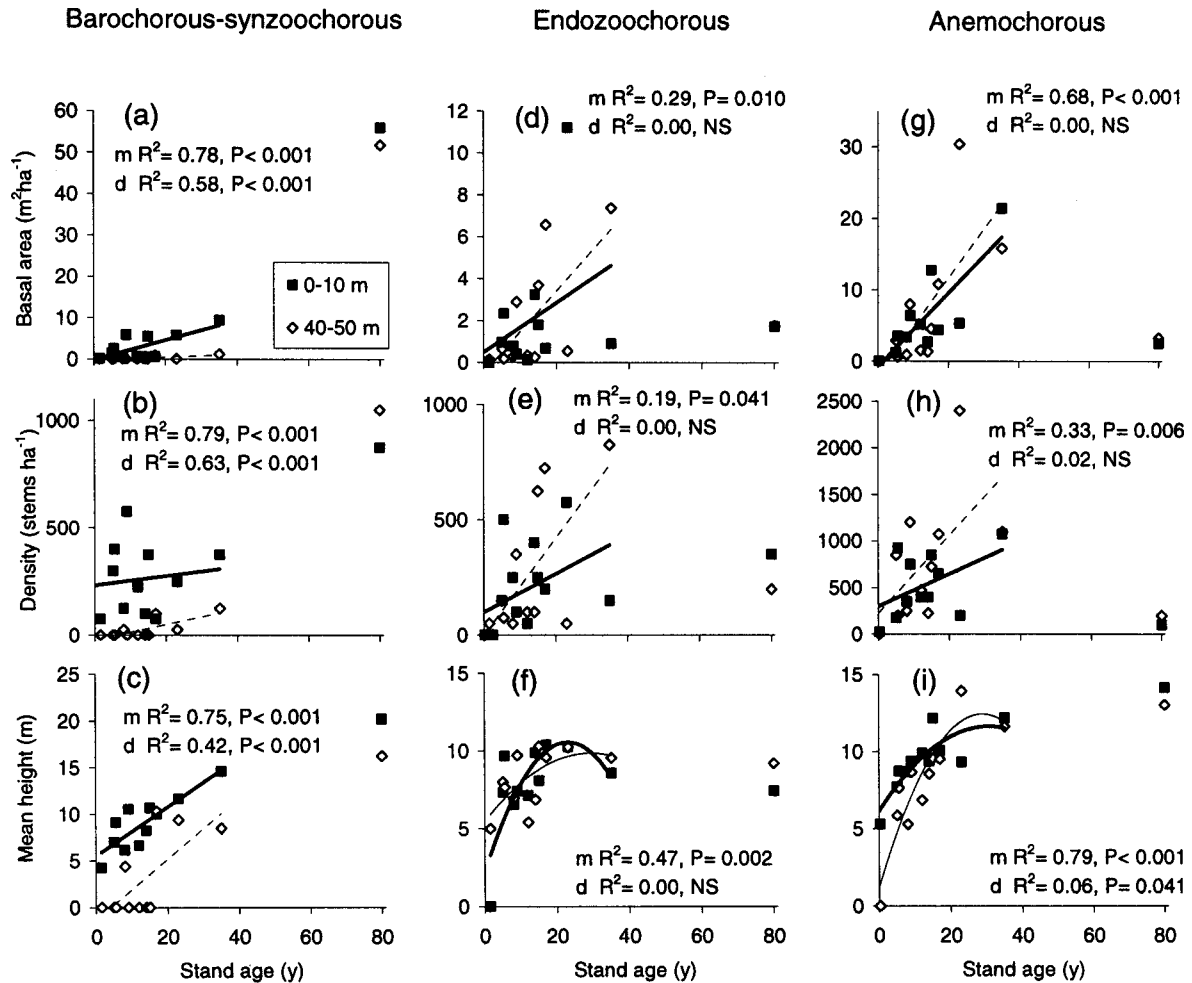 Barochorous-synzoochorous
Endozoochorous
Anemochorous
Basal area (m²ha⁻¹)
60
50
40
30
20
10
0
(a)
m R²= 0.78, P< 0.001
d R²= 0.58, P< 0.001
0-10 m
40-50 m
12
10
8
6
4
2
0
(d)
m R²= 0.29, P= 0.010
d R²= 0.00, NS
30
20
10
0
(g)
m R²= 0.68, P< 0.001
d R²= 0.00, NS
Density (stems ha⁻¹)
1000
500
0
(b)
m R²= 0.79, P< 0.001
d R²= 0.63, P< 0.001
1000
500
0
(e)
m R²= 0.19, P= 0.041
d R²= 0.00, NS
2500
2000
1500
1000
500
0
(h)
m R²= 0.33, P= 0.006
d R²= 0.02, NS
Mean height (m)
25
20
15
10
5
0
(c)
m R²= 0.75, P< 0.001
d R²= 0.42, P< 0.001
15
10
5
0
(f)
m R²= 0.47, P= 0.002
d R²= 0.00, NS
15
10
5
0
(i)
m R²= 0.79, P< 0.001
d R²= 0.06, P= 0.041
0 20 40 60 80
0 20 40 60 80
0 20 40 60 80
Stand age (y)
Stand age (y)
Stand age (y)